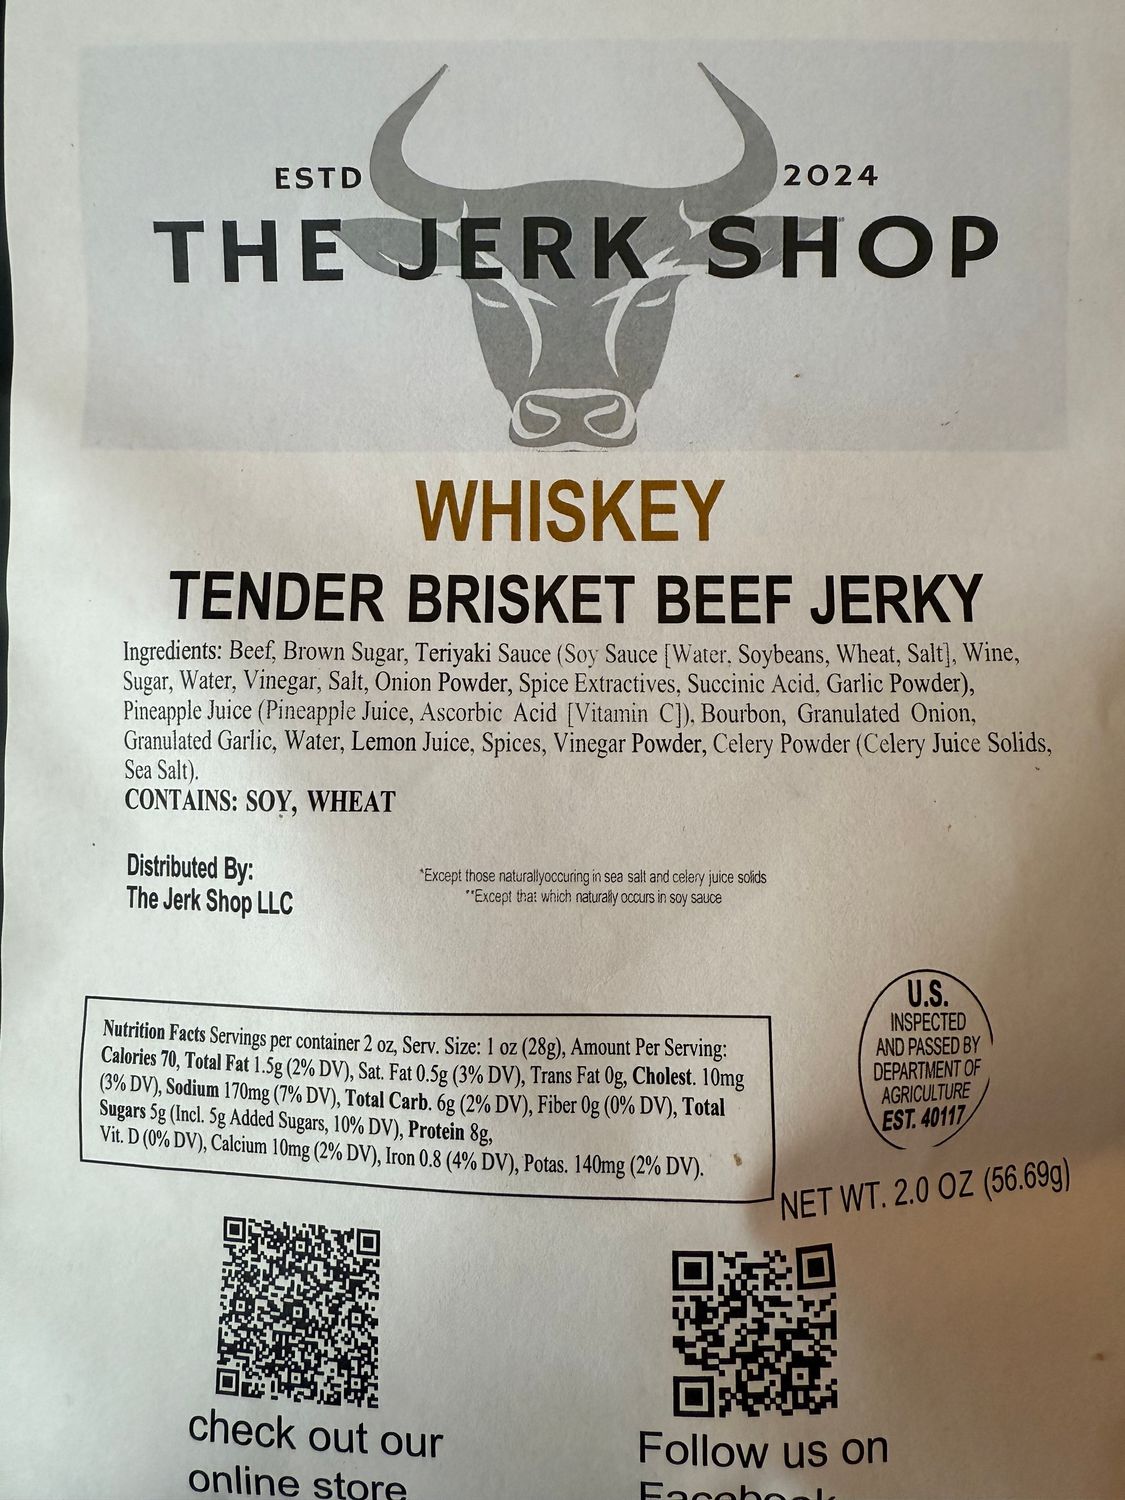 ESTD 2024
THE JERK SHOP
WHISKEY
TENDER BRISKET BEEF JERKY
Ingredients: Beef, Brown Sugar, Teriyaki Sauce (Soy Sauce [Water, Soybeans, Wheat, Salt], Wine,
Sugar, Water, Vinegar, Salt, Onion Powder, Spice Extractives, Succinic Acid, Garlic Powder),
Pineapple Juice (Pineapple Juice, Ascorbic Acid [Vitamin C]), Bourbon, Granulated Onion,
Granulated Garlic, Water, Lemon Juice, Spices, Vinegar Powder, Celery Powder (Celery Juice Solids,
Sea Salt).
CONTAINS: SOY, WHEAT
Distributed By:
The Jerk Shop LLC
*Except those naturallyoccuring in sea salt and celery juice solids
**Except that which naturally occurs in soy sauce
Nutrition Facts Servings per container 2 oz, Serv. Size: 1 oz (28g), Amount Per Serving:
Calories 70, Total Fat 1.5g (2% DV), Sat. Fat 0.5g (3% DV), Trans Fat 0g, Cholest. 10mg
(3% DV), Sodium 170mg (7% DV), Total Carb. 6g (2% DV), Fiber 0g (0% DV), Total
Sugars 5g (Incl. 5g Added Sugars, 10% DV), Protein 8g,
Vit. D (0% DV), Calcium 10mg (2% DV), Iron 0.8 (4% DV), Potas. 140mg (2% DV).
U.S.
INSPECTED
AND PASSED BY
DEPARTMENT OF
AGRICULTURE
EST. 40117
NET WT. 2.0 OZ (56.69g)
check out our
online store
Follow us on
Facebook